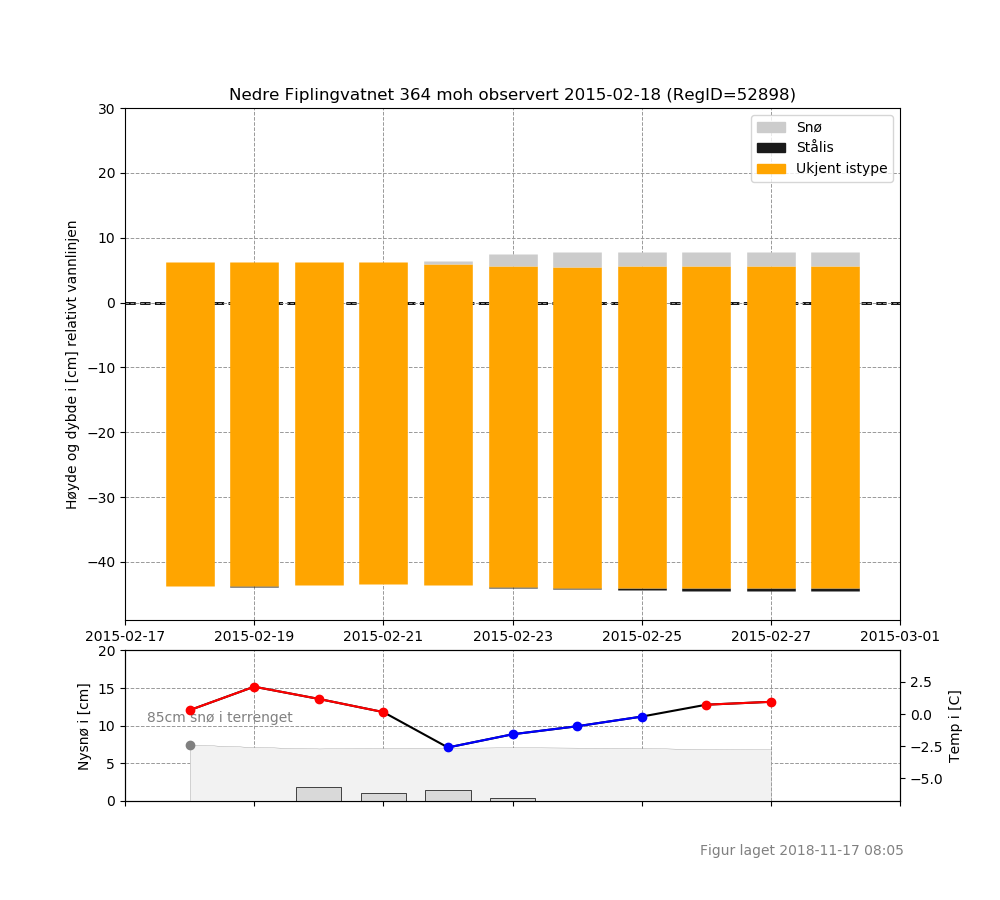 Nedre Fiplingvatnet 364 moh observert 2015-02-18 (RegID=52898)
Snø
Stålis
Ukjent istype
Høyde og dybde i [cm] relativt vannlinjen
30
20
10
0
−10
−20
−30
−40
2015-02-17 2015-02-19 2015-02-21 2015-02-23 2015-02-25 2015-02-27 2015-03-01
Nysnø i [cm]
20
15
10
5
0
85cm snø i terrenget
2.5
0.0
−2.5
−5.0
Temp i [C]
Figur laget 2018-11-17 08:05